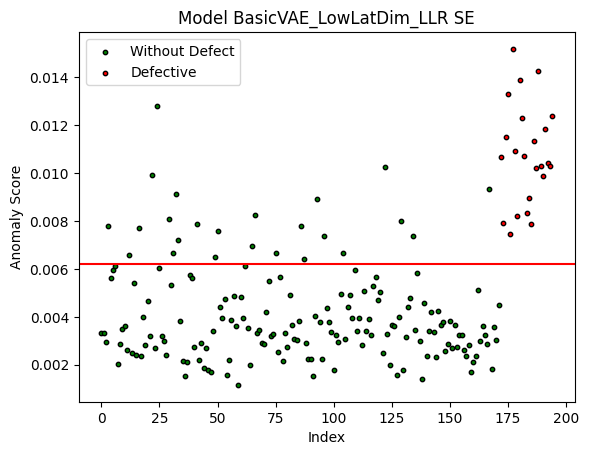 Model BasicVAE_LowLatDim_LLR SE
Without Defect
Defective
0.014
0.012
0.010
0.008
0.006
0.004
0.002
Anomaly Score
0 25 50 75 100 125 150 175 200
Index